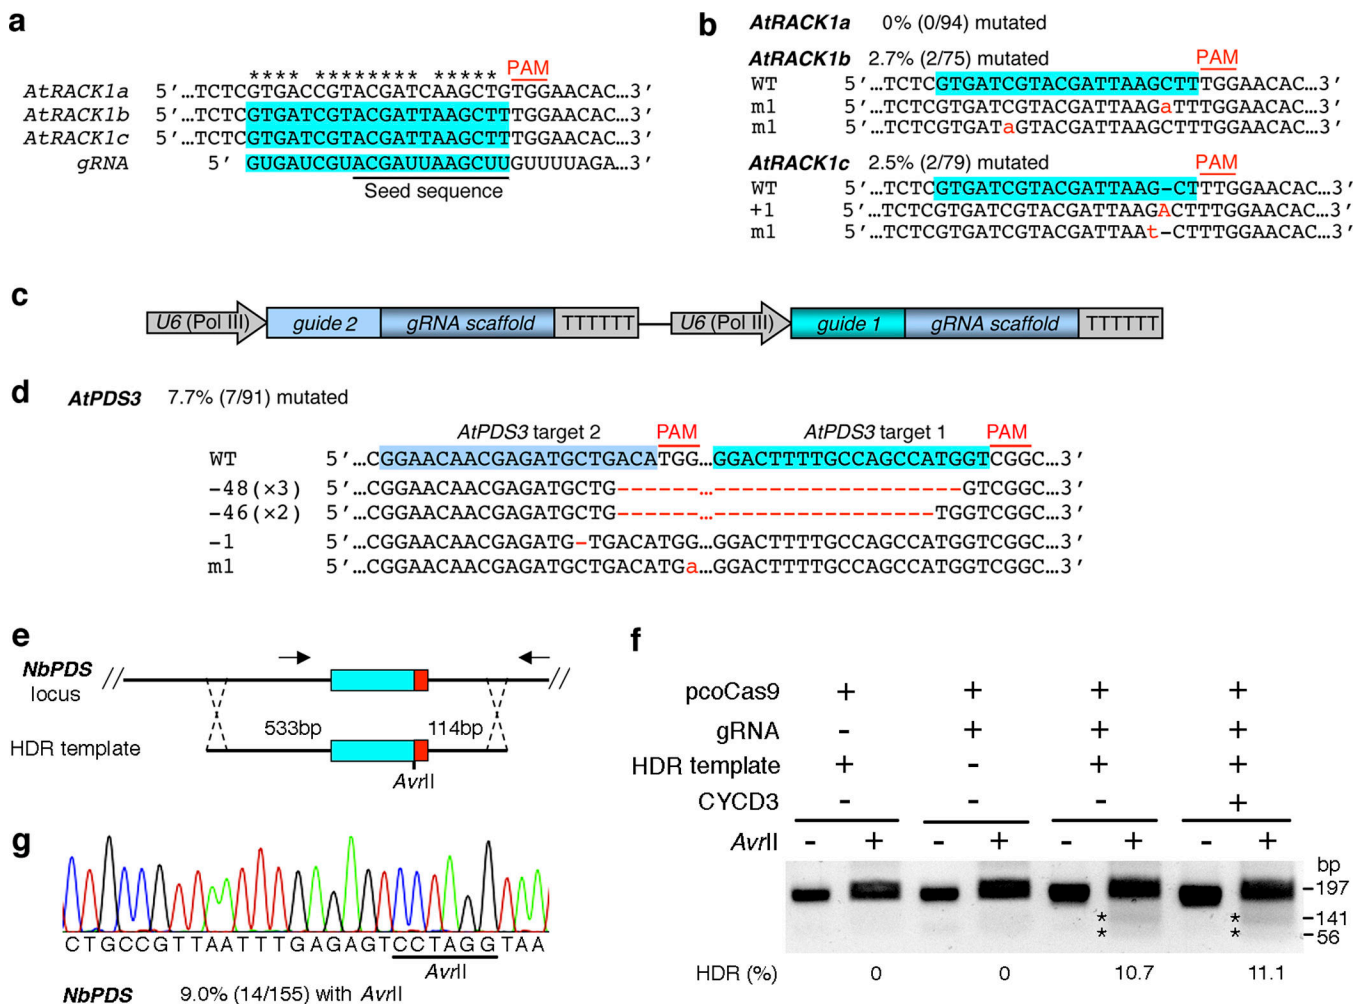 a
**** ******** ***** PAM
AtRACK1a 5′…TCTCGTGACCGTACGATCAAGCTGTGGAACAC…3′
AtRACK1b 5′…TCTCGTGATCGTACGATTAAGCTTTGGAACAC…3′
AtRACK1c 5′…TCTCGTGATCGTACGATTAAGCTTTGGAACAC…3′
gRNA 5′ GUGAUCGUACGAUUAAGCUUGUUUUAGA…3′
Seed sequence
b
AtRACK1a 0% (0/94) mutated
AtRACK1b 2.7% (2/75) mutated PAM
WT 5′…TCTCGTGATCGTACGATTAAGCTTTGGAACAC…3′
m1 5′…TCTCGTGATCGTACGATTAAGaTTTGGAACAC…3′
m1 5′…TCTCGTGATaGTACGATTAAGCTTTGGAACAC…3′
AtRACK1c 2.5% (2/79) mutated PAM
WT 5′…TCTCGTGATCGTACGATTAAG-CTTTGGAACAC…3′
+1 5′…TCTCGTGATCGTACGATTAAGACTTTGGAACAC…3′
m1 5′…TCTCGTGATCGTACGATTAAt-CTTTGGAACAC…3′
c
U6 (Pol III) guide 2 gRNA scaffold TTTTTT U6 (Pol III) guide 1 gRNA scaffold TTTTTT
d
AtPDS3 7.7% (7/91) mutated
AtPDS3 target 2 PAM AtPDS3 target 1 PAM
WT 5′…CGGAACAACGAGATGCTGACATGG…GGACTTTTGCCAGCCATGGTCGGC…3′
-48(×3) 5′…CGGAACAACGAGATGCTG------…------------------GTCGGC…3′
-46(×2) 5′…CGGAACAACGAGATGCTG------…----------------TGGTCGGC…3′
-1 5′…CGGAACAACGAGATG-TGACATGG…GGACTTTTGCCAGCCATGGTCGGC…3′
m1 5′…CGGAACAACGAGATGCTGACATGa…GGACTTTTGCCAGCCATGGTCGGC…3′
e
NbPDS
locus
533bp 114bp
HDR template
AvrII
f
pcoCas9 + + + +
gRNA - + + +
HDR template + - + +
CYCD3 - - - +
AvrII - + - + - + - +
bp
197
* * 141
* * 56
HDR (%) 0 0 10.7 11.1
g
CTGCCGTTAATTTGAGAGTCCTAGGTAA
AvrII
NbPDS 9.0% (14/155) with AvrII